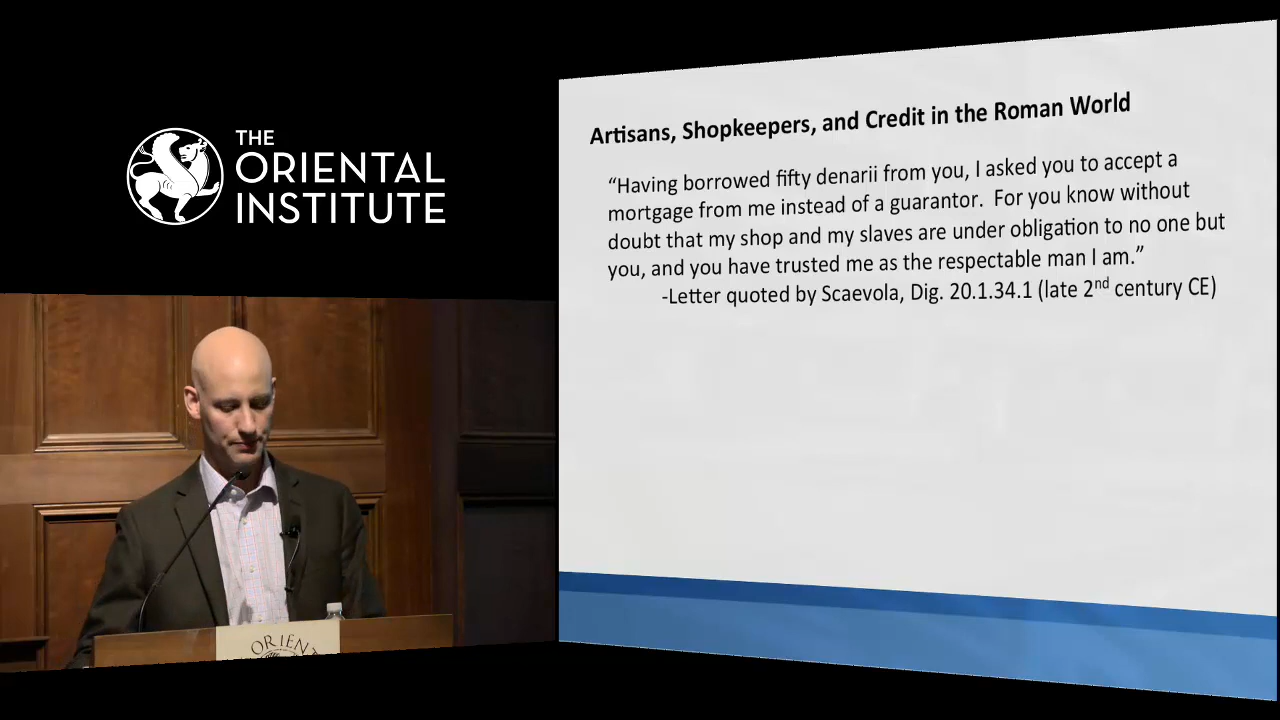 THE
ORIENTAL
INSTITUTE
Artisans, Shopkeepers, and Credit in the Roman World
“Having borrowed fifty denarii from you, I asked you to accept a
mortgage from me instead of a guarantor.  For you know without
doubt that my shop and my slaves are under obligation to no one but
you, and you have trusted me as the respectable man I am.”
-Letter quoted by Scaevola, Dig. 20.1.34.1 (late 2nd century CE)
ORIEN